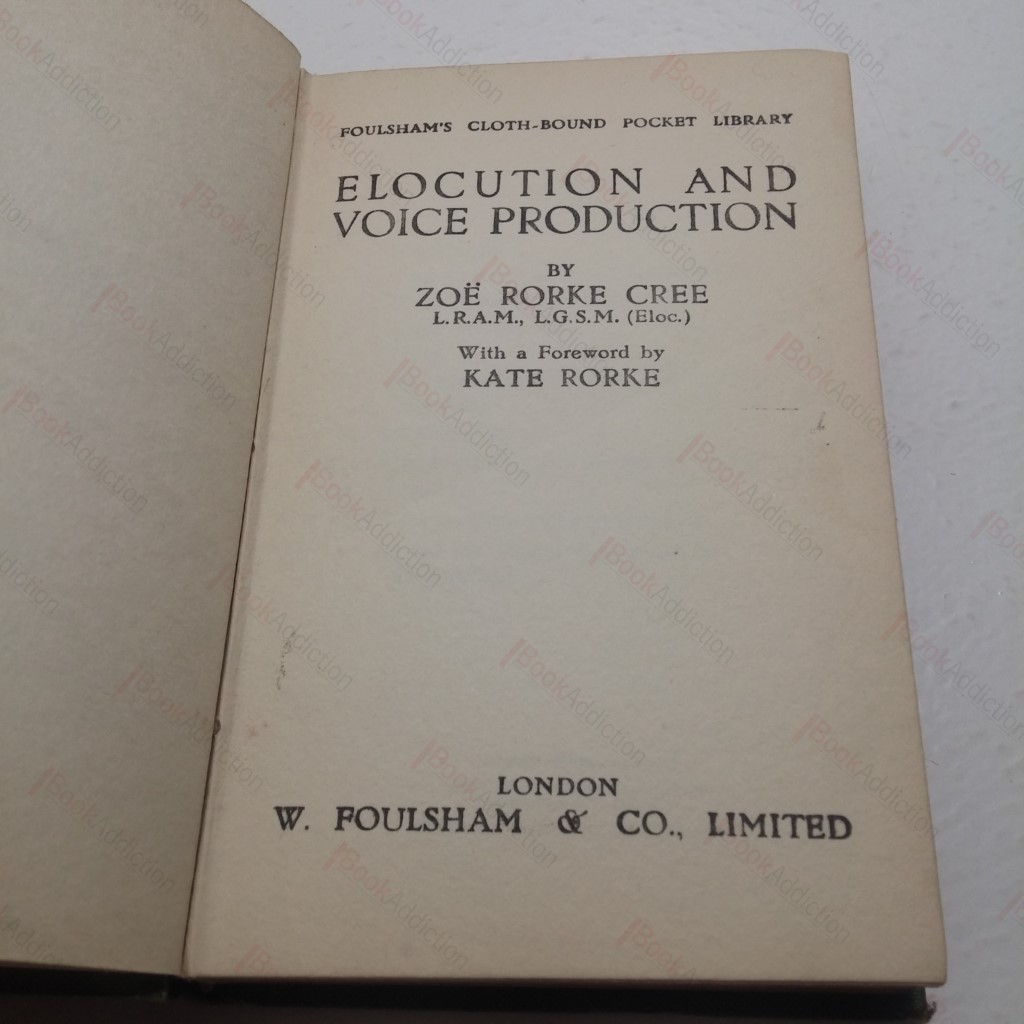 FOULSHAM'S CLOTH-BOUND POCKET LIBRARY
ELOCUTION AND
VOICE PRODUCTION
BY
ZOË RORKE CREE
L.R.A.M., L.G.S.M. (Eloc.)
With a Foreword by
KATE RORKE
LONDON
W. FOULSHAM & CO., LIMITED
BookAddiction